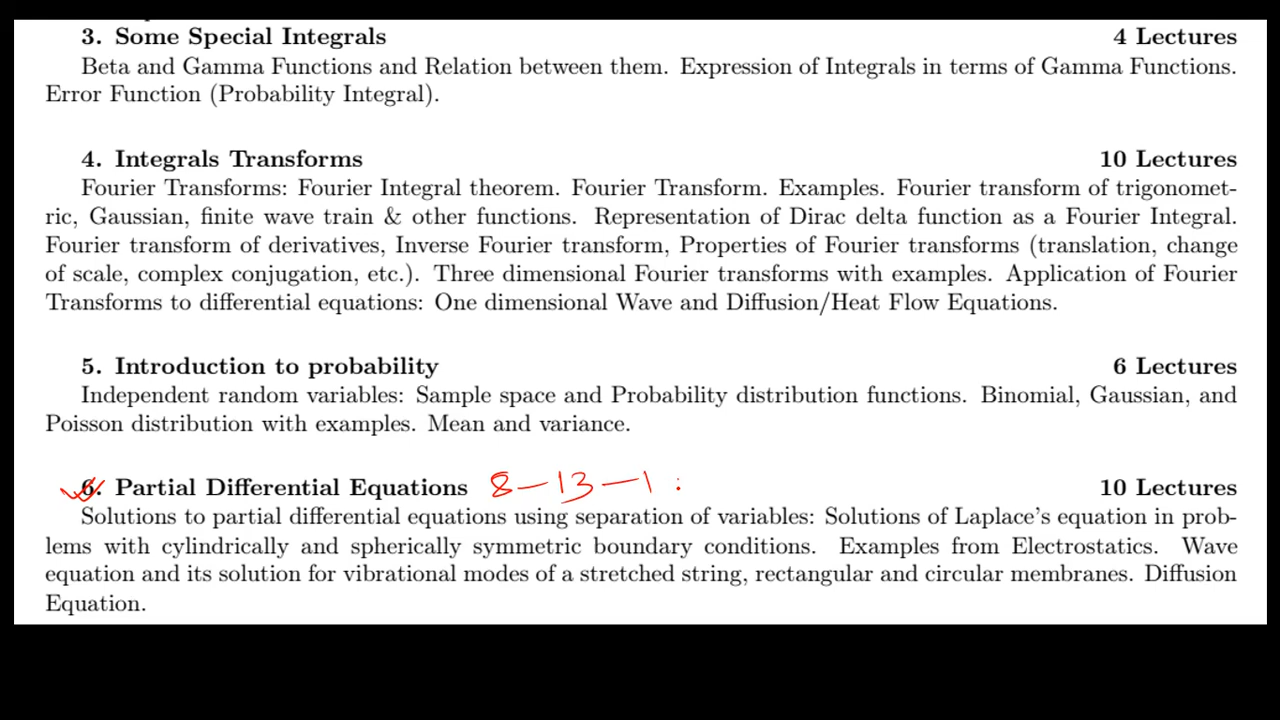 3. Some Special Integrals 4 Lectures
Beta and Gamma Functions and Relation between them. Expression of Integrals in terms of Gamma Functions.
Error Function (Probability Integral).
4. Integrals Transforms 10 Lectures
Fourier Transforms: Fourier Integral theorem. Fourier Transform. Examples. Fourier transform of trigonomet-
ric, Gaussian, finite wave train & other functions. Representation of Dirac delta function as a Fourier Integral.
Fourier transform of derivatives, Inverse Fourier transform, Properties of Fourier transforms (translation, change
of scale, complex conjugation, etc.). Three dimensional Fourier transforms with examples. Application of Fourier
Transforms to differential equations: One dimensional Wave and Diffusion/Heat Flow Equations.
5. Introduction to probability 6 Lectures
Independent random variables: Sample space and Probability distribution functions. Binomial, Gaussian, and
Poisson distribution with examples. Mean and variance.
6. Partial Differential Equations 8-13-1 : 10 Lectures
Solutions to partial differential equations using separation of variables: Solutions of Laplace's equation in prob-
lems with cylindrically and spherically symmetric boundary conditions. Examples from Electrostatics. Wave
equation and its solution for vibrational modes of a stretched string, rectangular and circular membranes. Diffusion
Equation.